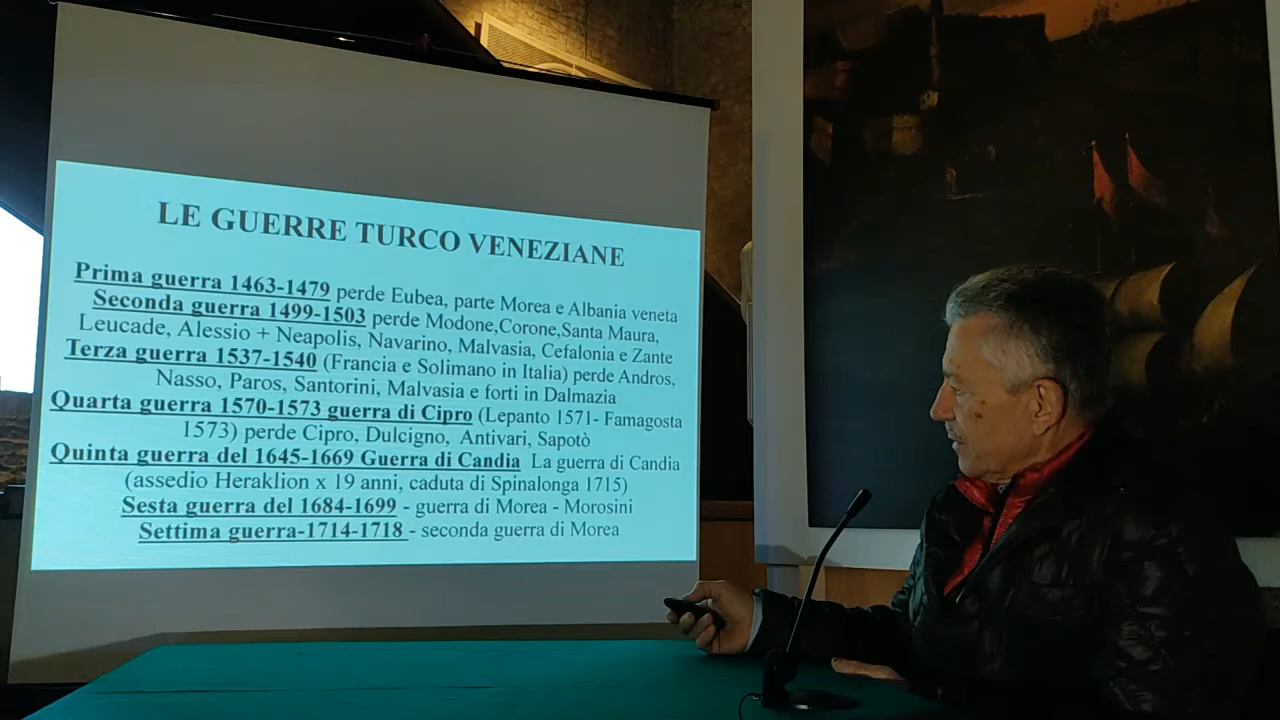 LE GUERRE TURCO VENEZIANE
Prima guerra 1463-1479 perde Eubea, parte Morea e Albania veneta
Seconda guerra 1499-1503 perde Modone,Corone,Santa Maura,
Leucade, Alessio + Neapolis, Navarino, Malvasia, Cefalonia e Zante
Terza guerra 1537-1540 (Francia e Solimano in Italia) perde Andros,
Nasso, Paros, Santorini, Malvasia e forti in Dalmazia
Quarta guerra 1570-1573 guerra di Cipro (Lepanto 1571- Famagosta
1573) perde Cipro, Dulcigno, Antivari, Sapotò
Quinta guerra del 1645-1669 Guerra di Candia La guerra di Candia
(assedio Heraklion x 19 anni, caduta di Spinalonga 1715)
Sesta guerra del 1684-1699 - guerra di Morea - Morosini
Settima guerra-1714-1718 - seconda guerra di Morea